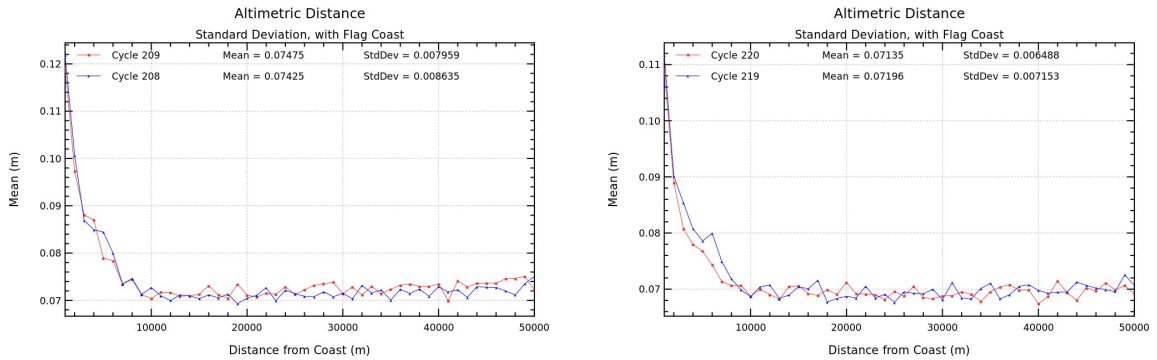 Altimetric Distance
Standard Deviation, with Flag Coast
Cycle 209 Mean = 0.07475 StdDev = 0.007959
Cycle 208 Mean = 0.07425 StdDev = 0.008635
0.12
0.11
0.10
0.09
0.08
0.07
Mean (m)
10000 20000 30000 40000 50000
Distance from Coast (m)
Altimetric Distance
Standard Deviation, with Flag Coast
Cycle 220 Mean = 0.07135 StdDev = 0.006488
Cycle 219 Mean = 0.07196 StdDev = 0.007153
0.11
0.10
0.09
0.08
0.07
Mean (m)
10000 20000 30000 40000 50000
Distance from Coast (m)